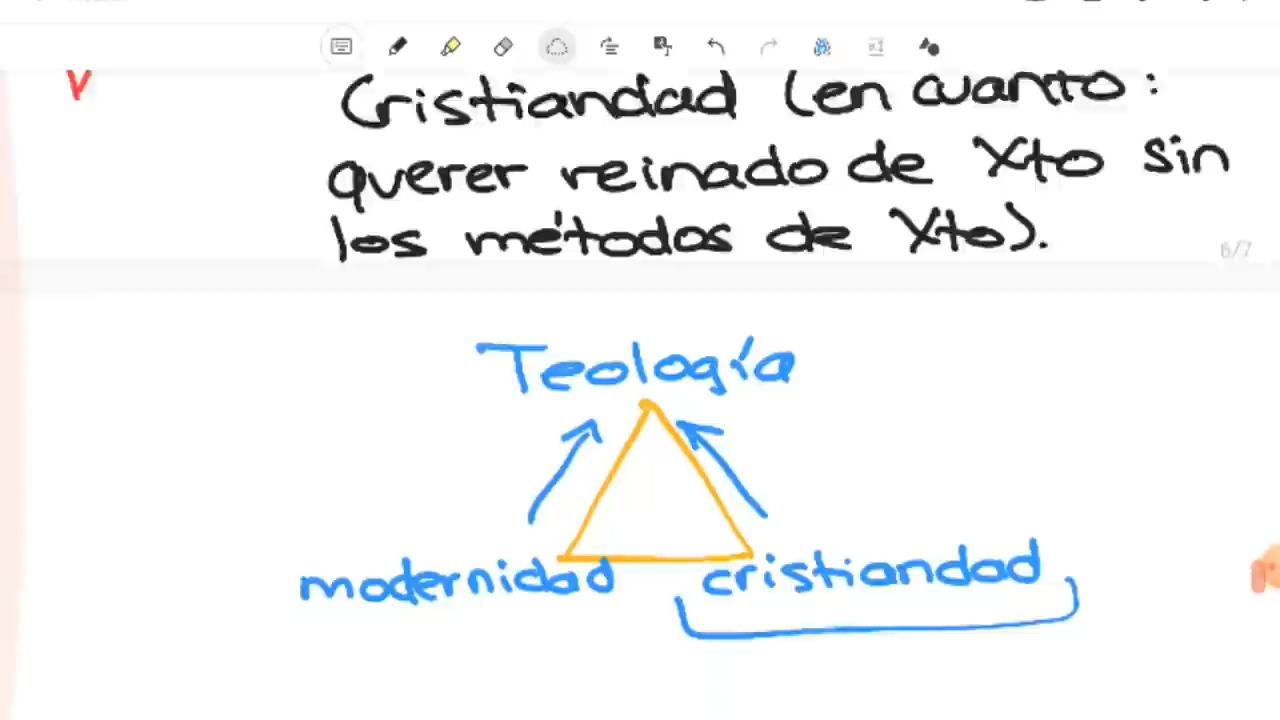 Cristiandad (en cuanto:
querer reinado de Xto sin
los métodos de Xto).
6/7
Teología
modernidad cristiandad